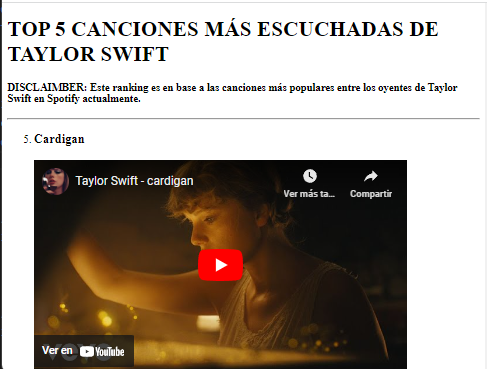 TOP 5 CANCIONES MÁS ESCUCHADAS DE
TAYLOR SWIFT
DISCLAIMBER: Este ranking es en base a las canciones más populares entre los oyentes de Taylor
Swift en Spotify actualmente.
5. Cardigan
Taylor Swift - cardigan
Ver más ta...
Compartir
vevo
Ver en YouTube